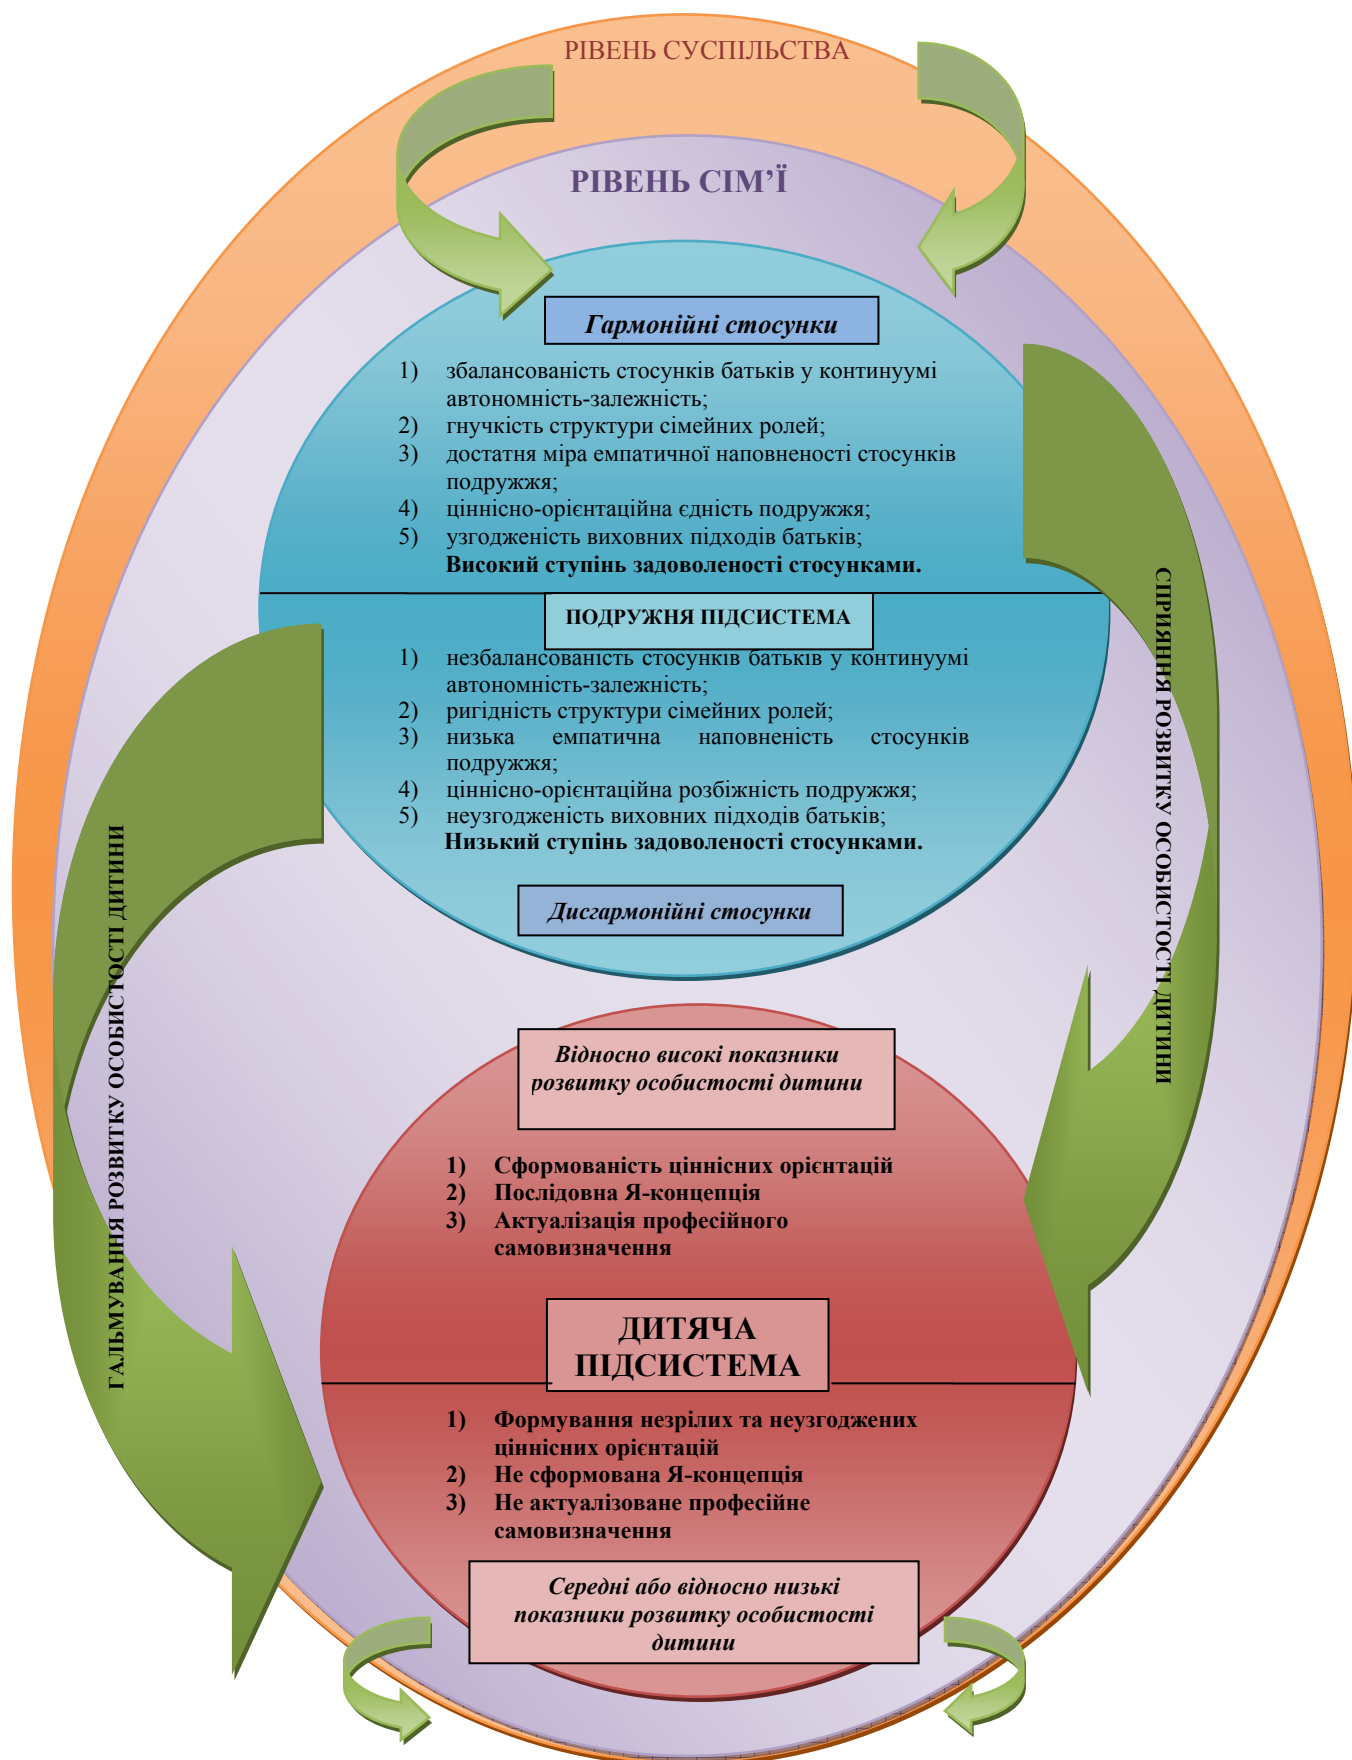 РІВЕНЬ СУСПІЛЬСТВА
РІВЕНЬ СІМ’Ї
Гармонійні стосунки
1) збалансованість стосунків батьків у континуумі
автономність-залежність;
2) гнучкість структури сімейних ролей;
3) достатня міра емпатичної наповненості стосунків
подружжя;
4) ціннісно-орієнтаційна єдність подружжя;
5) узгодженість виховних підходів батьків;
Високий ступінь задоволеності стосунками.
ПОДРУЖНЯ ПІДСИСТЕМА
1) незбалансованість стосунків батьків у континуумі
автономність-залежність;
2) ригідність структури сімейних ролей;
3) низька емпатична наповненість стосунків
подружжя;
4) ціннісно-орієнтаційна розбіжність подружжя;
5) неузгодженість виховних підходів батьків;
Низький ступінь задоволеності стосунками.
Дисгармонійні стосунки
СПРИЯННЯ РОЗВИТКУ ОСОБИСТОСТІ ДИТИНИ
ГАЛЬМУВАННЯ РОЗВИТКУ ОСОБИСТОСТІ ДИТИНИ
Відносно високі показники
розвитку особистості дитини
1) Сформованість ціннісних орієнтацій
2) Послідовна Я-концепція
3) Актуалізація професійного
самовизначення
ДИТЯЧА
ПІДСИСТЕМА
1) Формування незрілих та неузгоджених
ціннісних орієнтацій
2) Не сформована Я-концепція
3) Не актуалізоване професійне
самовизначення
Середні або відносно низькі
показники розвитку особистості
дитини